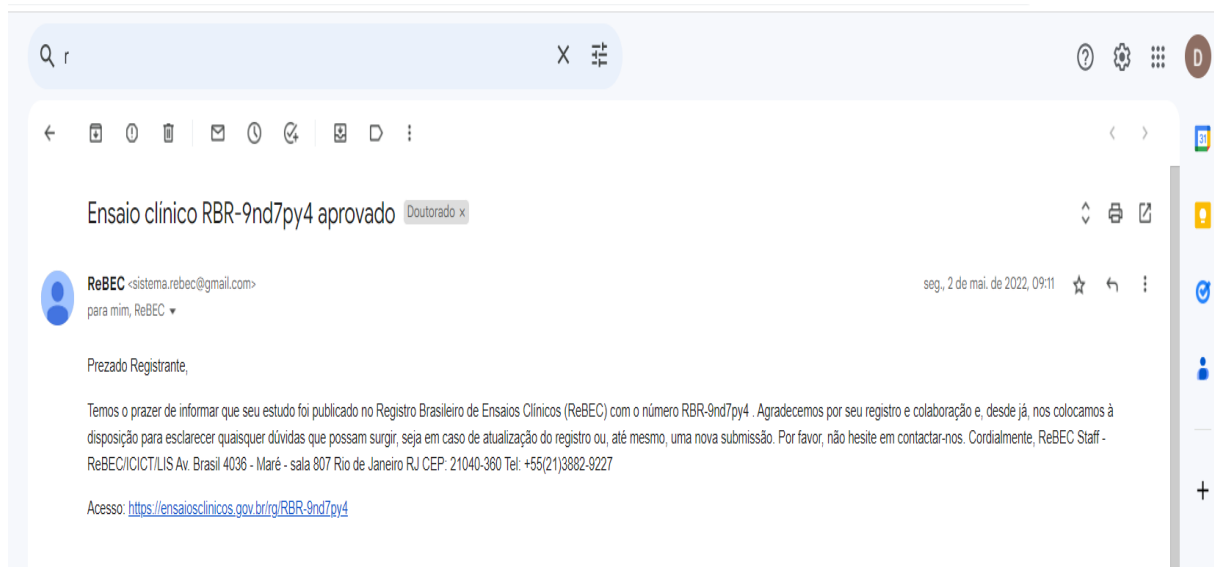 r
D
31
Ensaio clínico RBR-9nd7py4 aprovado Doutorado x
ReBEC <sistema.rebec@gmail.com> seg., 2 de mai. de 2022, 09:11
para mim, ReBEC
Prezado Registrante,
Temos o prazer de informar que seu estudo foi publicado no Registro Brasileiro de Ensaios Clínicos (ReBEC) com o número RBR-9nd7py4 . Agradecemos por seu registro e colaboração e, desde já, nos colocamos à
disposição para esclarecer quaisquer dúvidas que possam surgir, seja em caso de atualização do registro ou, até mesmo, uma nova submissão. Por favor, não hesite em contactar-nos. Cordialmente, ReBEC Staff -
ReBEC/ICICT/LIS Av. Brasil 4036 - Maré - sala 807 Rio de Janeiro RJ CEP: 21040-360 Tel: +55(21)3882-9227
Acesso: https://ensaiosclinicos.gov.br/rg/RBR-9nd7py4